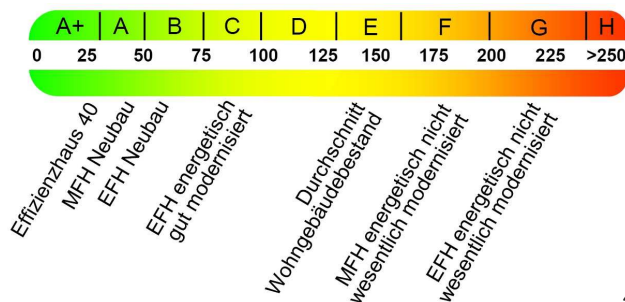 A+ A B C D E F G H
0 25 50 75 100 125 150 175 200 225 >250
Effizienzhaus 40
MFH Neubau
EFH Neubau
EFH energetisch
gut modernisiert
Durchschnitt
Wohngebäudebestand
MFH energetisch nicht
wesentlich modernisiert
EFH energetisch nicht
wesentlich modernisiert